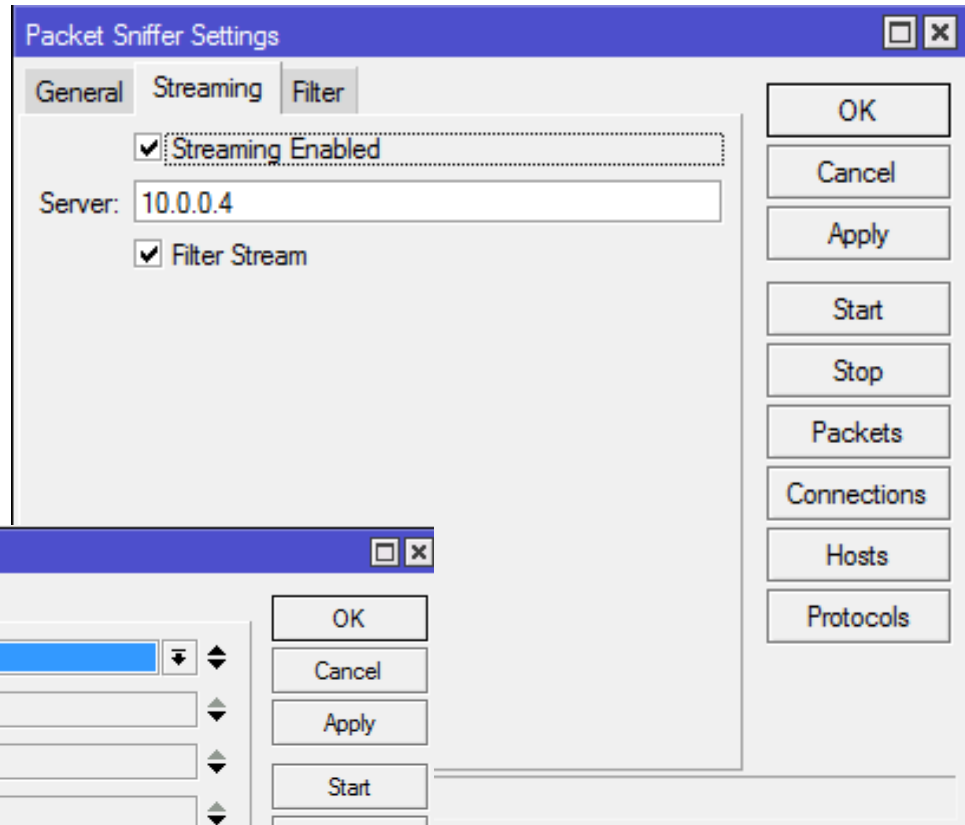 Packet Sniffer Settings
General Streaming Filter
Streaming Enabled
Server: 10.0.0.4
Filter Stream
OK
Cancel
Apply
Start
Stop
Packets
Connections
Hosts
Protocols
OK
Cancel
Apply
Start